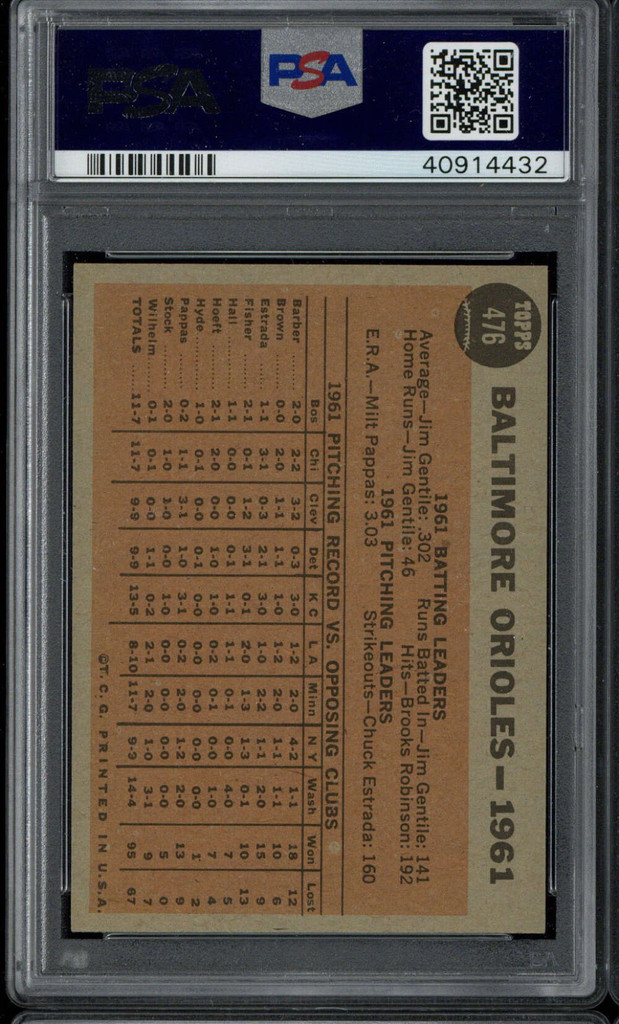 PSA
PSA
40914432
TOPPS
476
BALTIMORE ORIOLES—1961
1961 BATTING LEADERS
Average—Jim Gentile: .302 Runs Batted In—Jim Gentile: 141
Home Runs—Jim Gentile: 46 Hits—Brooks Robinson: 192
1961 PITCHING LEADERS
E.R.A.—Milt Pappas: 3.03 Strikeouts—Chuck Estrada: 160
1961 PITCHING RECORD VS. OPPOSING CLUBS
Bos Chi Clev Det K C L A Minn N Y Wash Won Lost
Barber 2-0 2-2 3-2 0-3 3-0 1-2 2-0 4-2 1-1 18 12
Brown 0-0 2-0 1-1 1-1 1-0 1-2 2-0 1-1 1-1 10 6
Estrada 1-1 3-1 0-3 2-1 3-0 1-0 2-2 1-1 2-0 15 9
Fisher 2-1 0-1 1-2 3-1 0-1 2-0 1-3 1-3 0-1 10 13
Hall 1-1 0-0 0-0 0-1 1-1 1-1 0-1 0-0 4-0 7 5
Hoeft 2-1 2-0 0-0 1-0 1-0 0-2 0-1 0-0 1-0 7 4
Hyde 1-0 0-1 0-0 0-1 0-0 0-0 0-0 0-0 0-0 1 2
Pappas 0-2 1-1 3-1 1-0 3-1 0-2 2-0 1-2 2-0 13 9
Stock 2-0 1-0 1-0 0-0 1-0 0-0 0-0 0-0 0-0 5 0
Wilhelm 0-1 0-1 0-0 1-1 0-2 2-1 2-0 1-0 3-1 9 7
TOTALS 11-7 11-7 9-9 9-9 13-5 8-10 11-7 9-9 14-4 95 67
©T. C. G. PRINTED IN U.S.A.